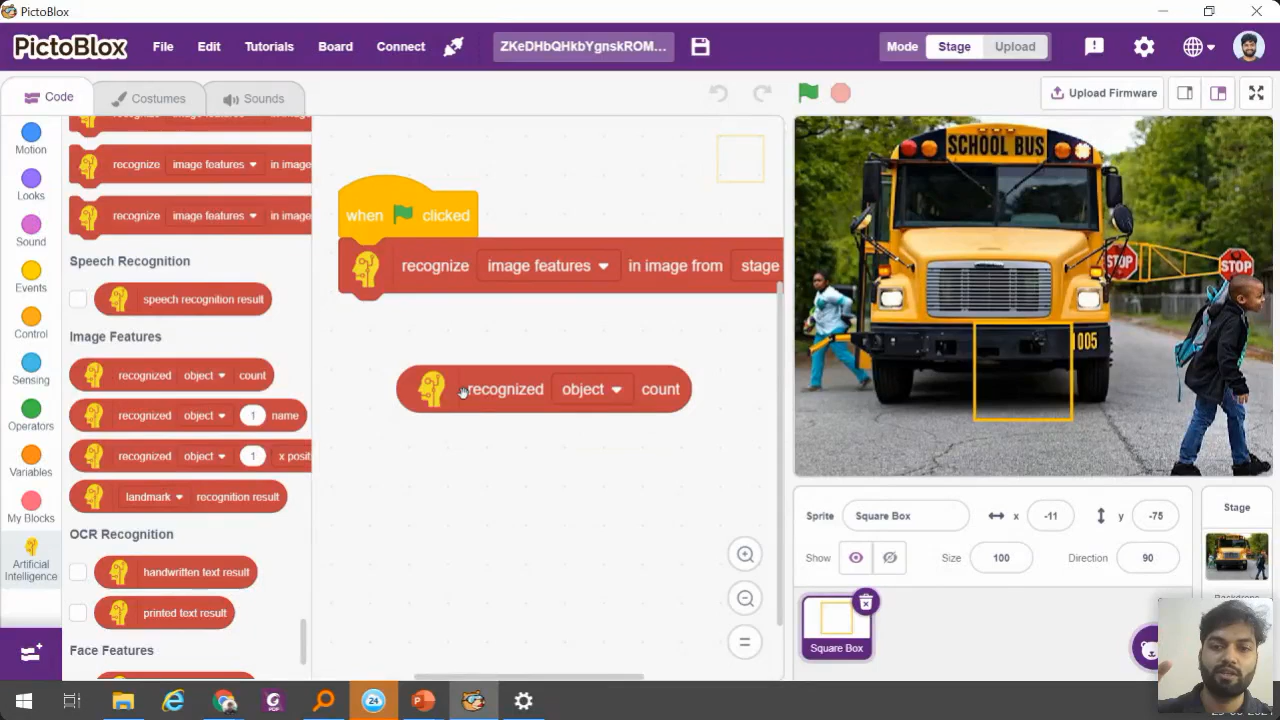 PictoBlox
PictoBlox File Edit Tutorials Board Connect ZKeDHbQHkbYgnskROM... Mode Stage Upload
Code Costumes Sounds Upload Firmware
Motion
Looks
Sound
Events
Control
Sensing
Operators
Variables
My Blocks
Artificial
Intelligence
recognize image features in image
recognize image features in image
Speech Recognition
speech recognition result
Image Features
recognized object count
recognized object 1 name
recognized object 1 x posit
landmark recognition result
OCR Recognition
handwritten text result
printed text result
Face Features
when clicked
recognize image features in image from stage
recognized object count
SCHOOL BUS
STOP STOP
1005
Sprite Square Box x -11 y -75
Show Size 100 Direction 90
Square Box
Stage
24